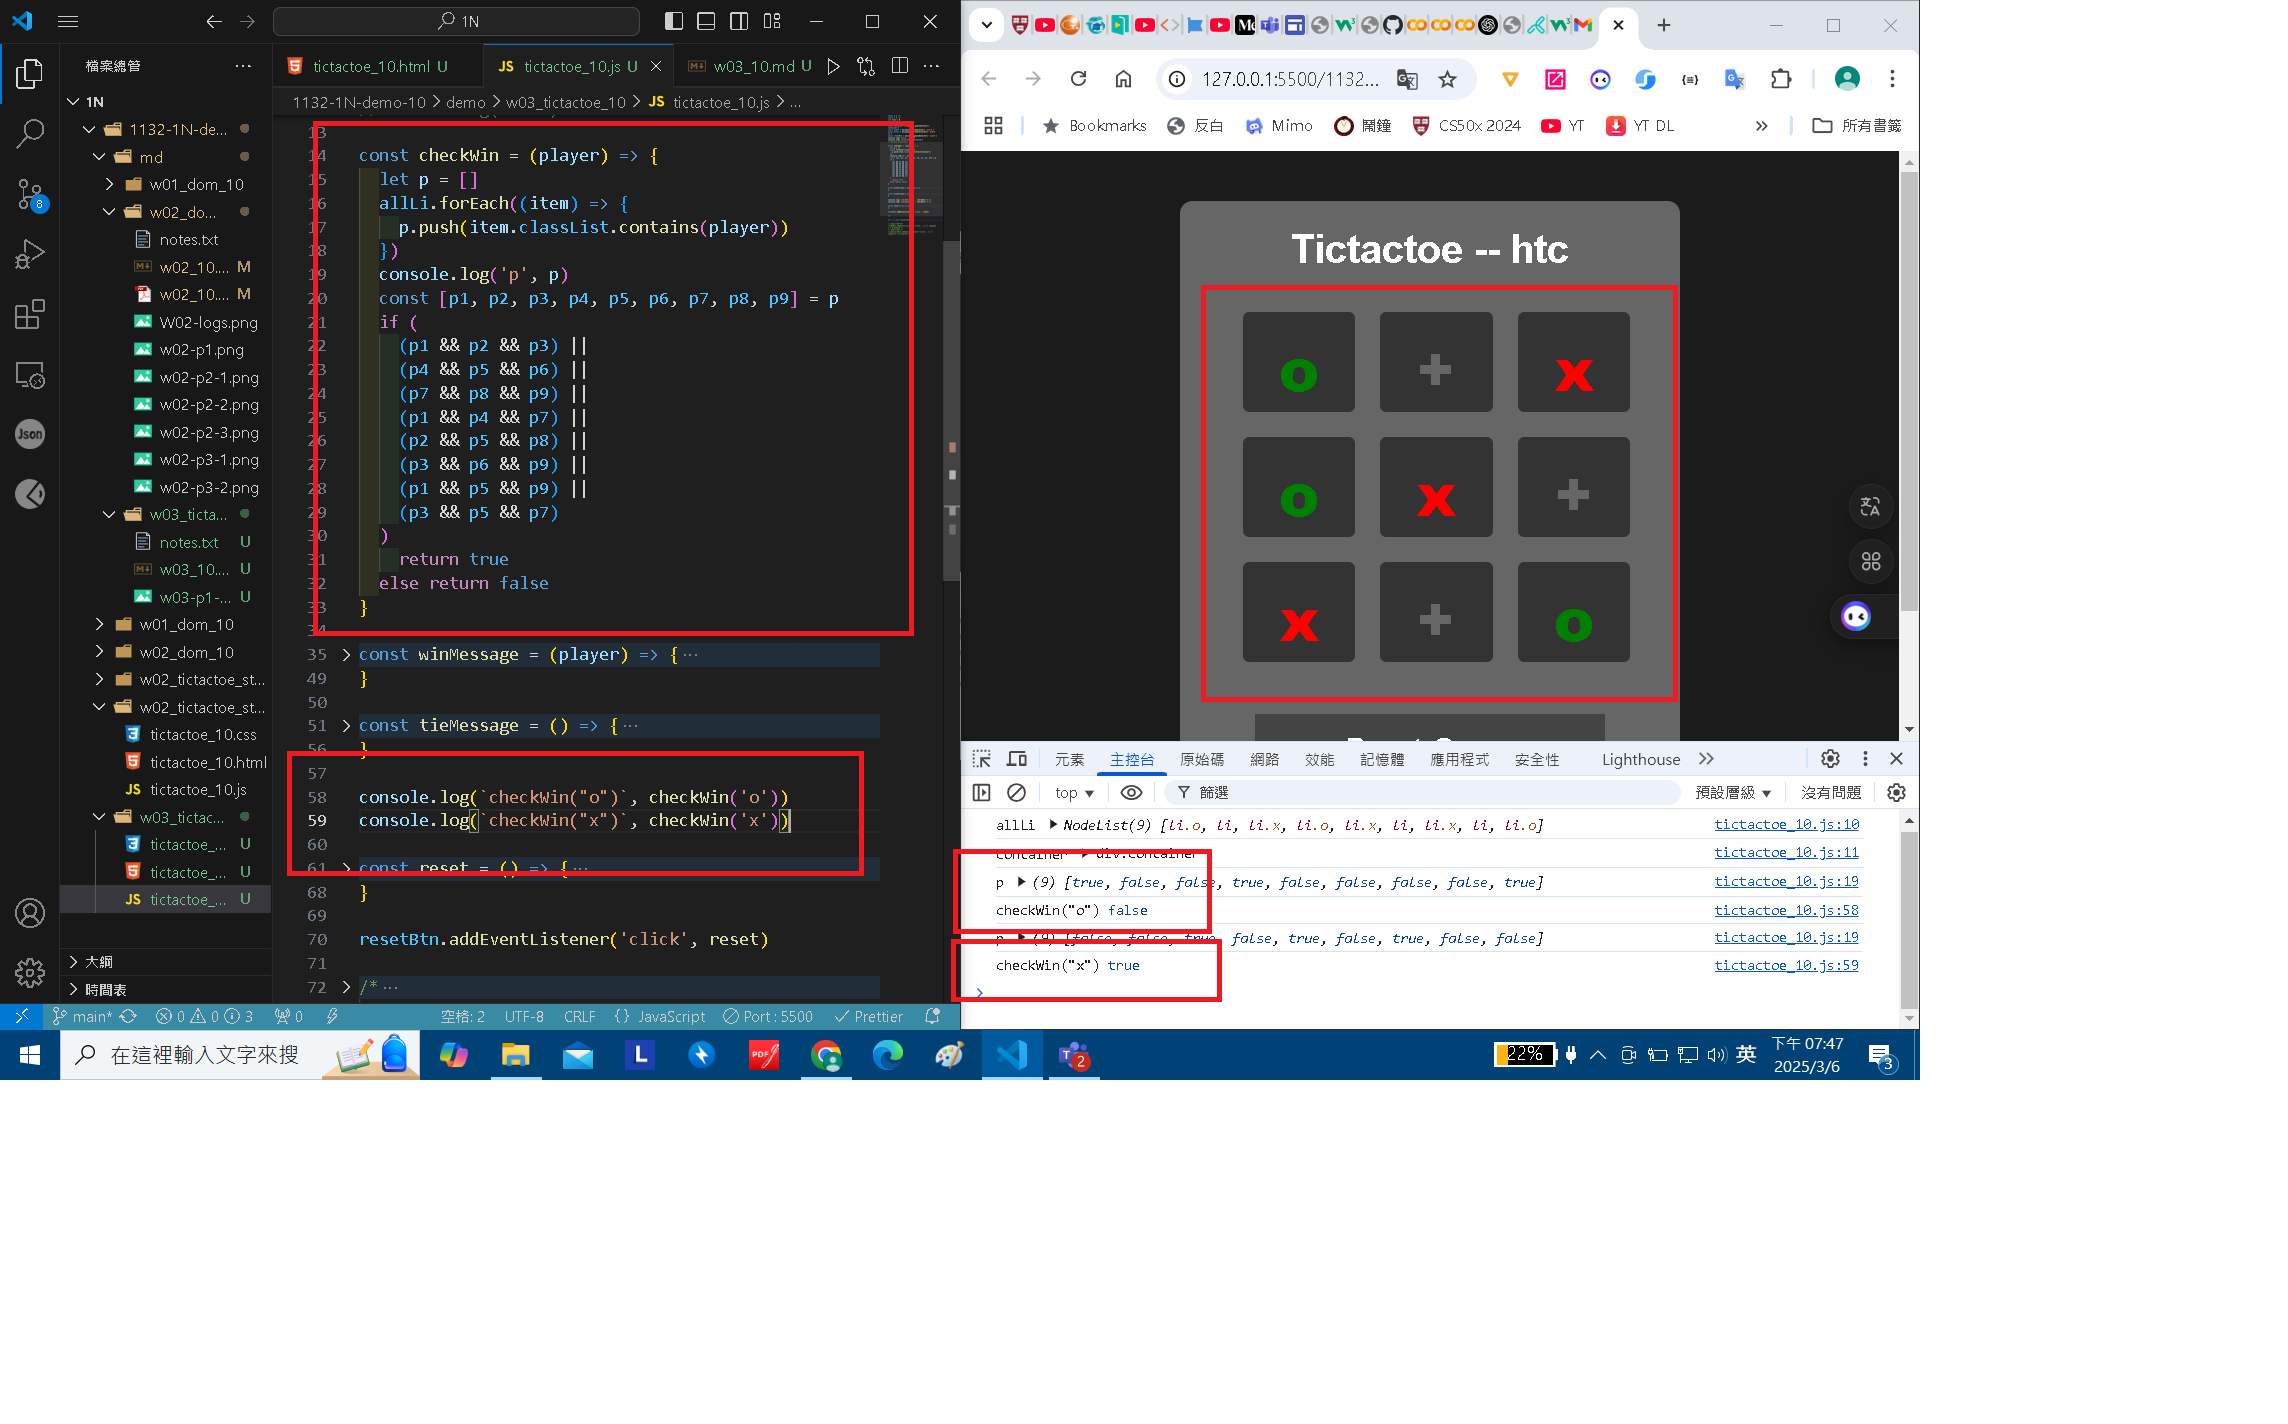 1N
檔案總管
tictactoe_10.html U
JS tictactoe_10.js U
w03_10.md U
1132-1N-demo-10 > demo > w03_tictactoe_10 > JS tictactoe_10.js > ...
1N
1132-1N-de...
md
w01_dom_10
w02_do...
notes.txt
w02_10.... M
w02_10.... M
W02-logs.png
w02-p1.png
w02-p2-1.png
w02-p2-2.png
w02-p2-3.png
w02-p3-1.png
w02-p3-2.png
w03_ticta...
notes.txt U
w03_10.... U
w03-p1-... U
w01_dom_10
w02_dom_10
w02_tictactoe_st...
w02_tictactoe_st...
tictactoe_10.css
tictactoe_10.html
JS tictactoe_10.js
w03_tictac...
tictactoe_... U
tictactoe_... U
JS tictactoe_... U
大綱
時間表
8
Json
13
14 const checkWin = (player) => {
15 let p = []
16 allLi.forEach((item) => {
17 p.push(item.classList.contains(player))
18 })
19 console.log('p', p)
20 const [p1, p2, p3, p4, p5, p6, p7, p8, p9] = p
21 if (
22 (p1 && p2 && p3) ||
23 (p4 && p5 && p6) ||
24 (p7 && p8 && p9) ||
25 (p1 && p4 && p7) ||
26 (p2 && p5 && p8) ||
27 (p3 && p6 && p9) ||
28 (p1 && p5 && p9) ||
29 (p3 && p5 && p7)
30 )
31 return true
32 else return false
33 }
34
35 const winMessage = (player) => {...
49 }
50
51 const tieMessage = () => {...
56 }
57
58 console.log(`checkWin("o")`, checkWin('o'))
59 console.log(`checkWin("x")`, checkWin('x'))
60
61 const reset = () => {...
68 }
69
70 resetBtn.addEventListener('click', reset)
71
72 /*...
main* 0 0 3 0
空格: 2 UTF-8 CRLF {} JavaScript Port : 5500 Prettier
127.0.0.1:5500/1132...
Bookmarks 反白 Mimo 鬧鐘 CS50x 2024 YT YT DL » 所有書籤
Tictactoe -- htc
o + x
o x +
x + o
元素 主控台 原始碼 網路 效能 記憶體 應用程式 安全性 Lighthouse »
top 篩選 預設層級 沒有問題
allLi NodeList(9) [li.o, li, li.x, li.o, li.x, li, li.x, li, li.o] tictactoe_10.js:10
container div.container tictactoe_10.js:11
p (9) [true, false, false, true, false, false, false, false, true] tictactoe_10.js:19
checkWin("o") false tictactoe_10.js:58
p (9) [false, false, true, false, true, false, true, false, false] tictactoe_10.js:19
checkWin("x") true tictactoe_10.js:59
在這裡輸入文字來搜
L
PDF
2
22%
英
下午 07:47
2025/3/6
3